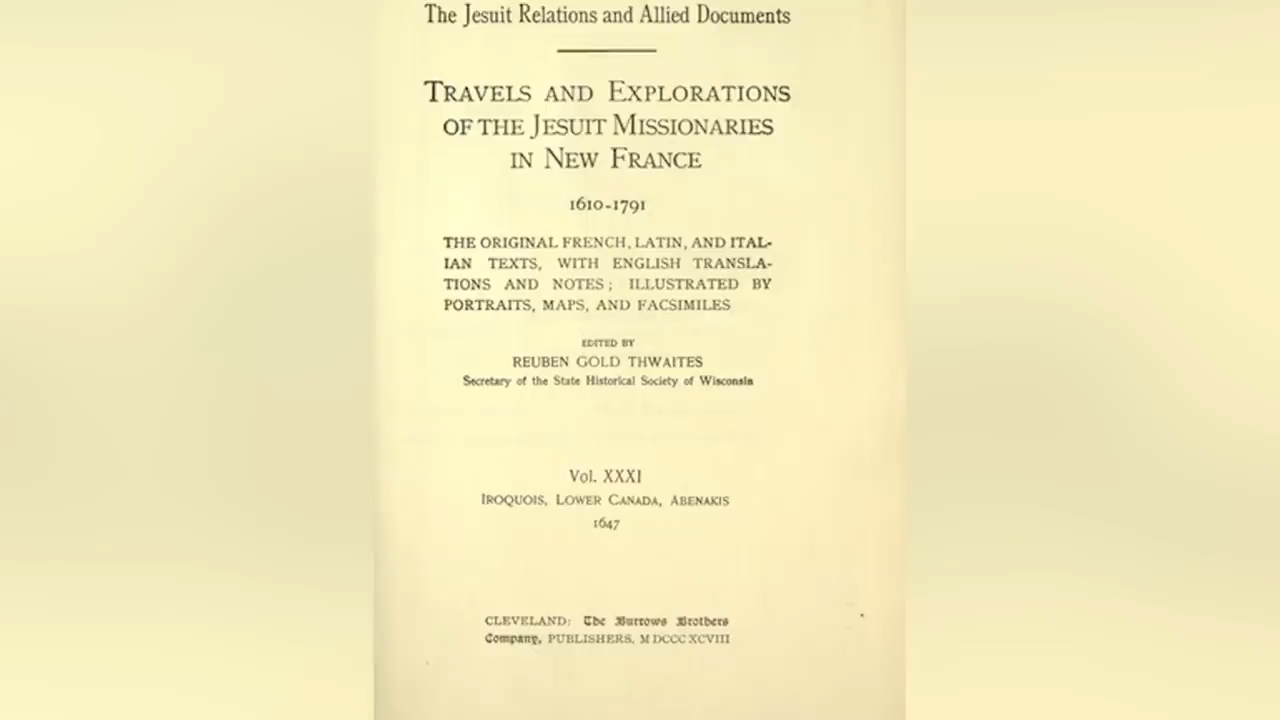 The Jesuit Relations and Allied Documents
TRAVELS AND EXPLORATIONS
OF THE JESUIT MISSIONARIES
IN NEW FRANCE
1610-1791
THE ORIGINAL FRENCH, LATIN, AND ITAL-
IAN TEXTS, WITH ENGLISH TRANSLA-
TIONS AND NOTES; ILLUSTRATED BY
PORTRAITS, MAPS, AND FACSIMILES
EDITED BY
REUBEN GOLD THWAITES
Secretary of the State Historical Society of Wisconsin
Vol. XXXI
IROQUOIS, LOWER CANADA, ABENAKIS
1647
CLEVELAND: The Burrows Brothers
Company, PUBLISHERS, MDCCCXCVIII